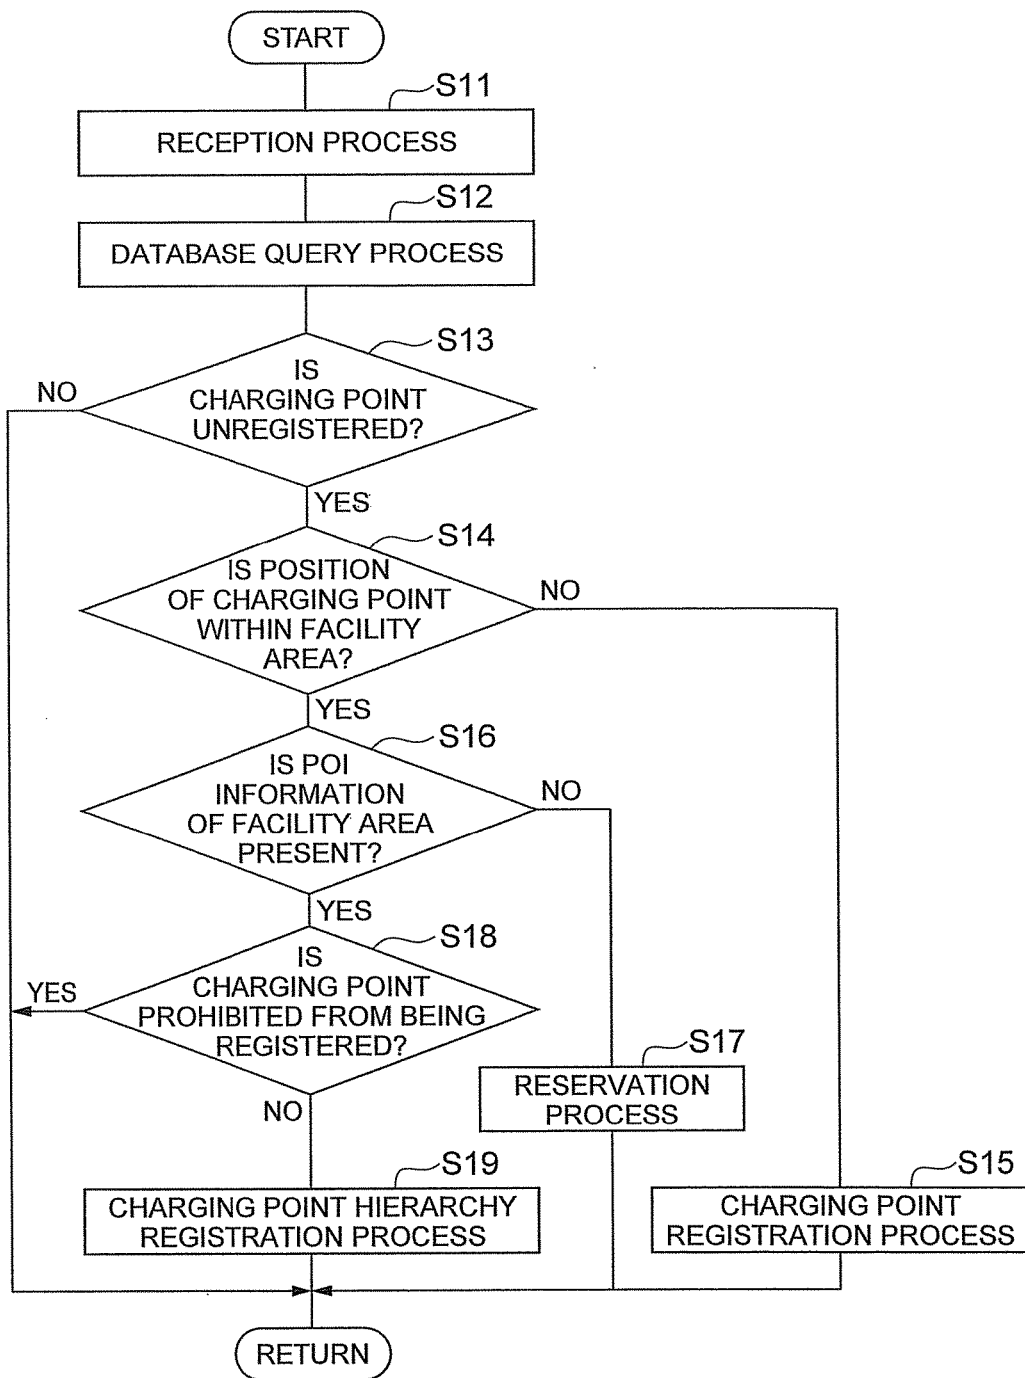 START
S11
RECEPTION PROCESS
S12
DATABASE QUERY PROCESS
S13
IS
CHARGING POINT
UNREGISTERED?
NO
YES
S14
IS POSITION
OF CHARGING POINT
WITHIN FACILITY
AREA?
NO
YES
S16
IS POI
INFORMATION
OF FACILITY AREA
PRESENT?
NO
YES
S18
IS
CHARGING POINT
PROHIBITED FROM BEING
REGISTERED?
YES
NO
S17
RESERVATION
PROCESS
S19
CHARGING POINT HIERARCHY
REGISTRATION PROCESS
S15
CHARGING POINT
REGISTRATION PROCESS
RETURN